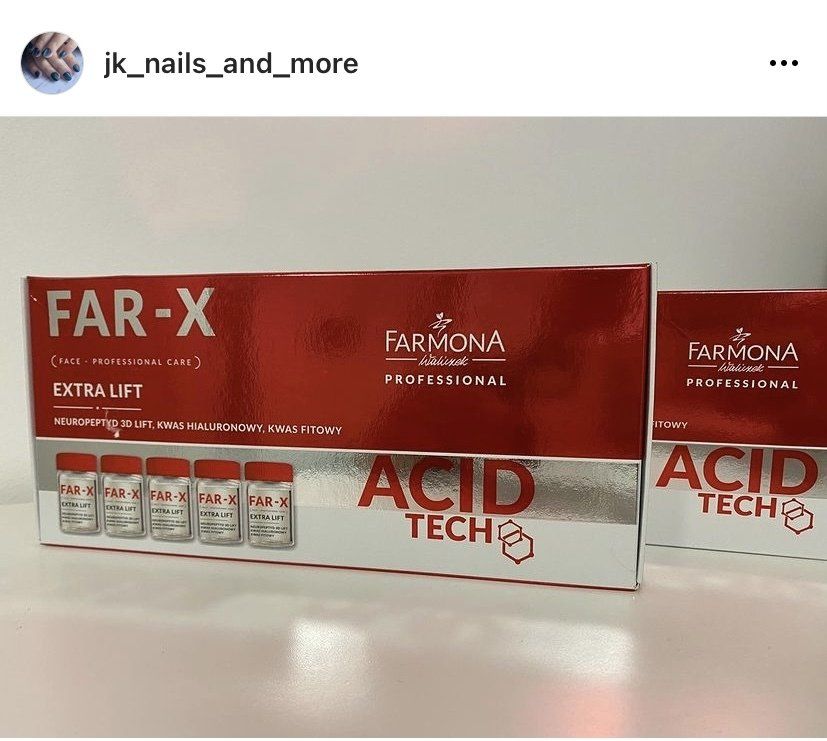 jk_nails_and_more
FAR-X
(FACE - PROFESSIONAL CARE)
EXTRA LIFT
NEUROPEPTYD 3D LIFT, KWAS HIALURONOWY, KWAS FITOWY
FARMONA
Waliczek
PROFESSIONAL
FAR-X FAR-X FAR-X FAR-X FAR-X
EXTRA LIFT EXTRA LIFT EXTRA LIFT EXTRA LIFT EXTRA LIFT
ACID
TECH
FARMONA
Waliczek
PROFESSIONAL
FITOWY
ACID
TECH